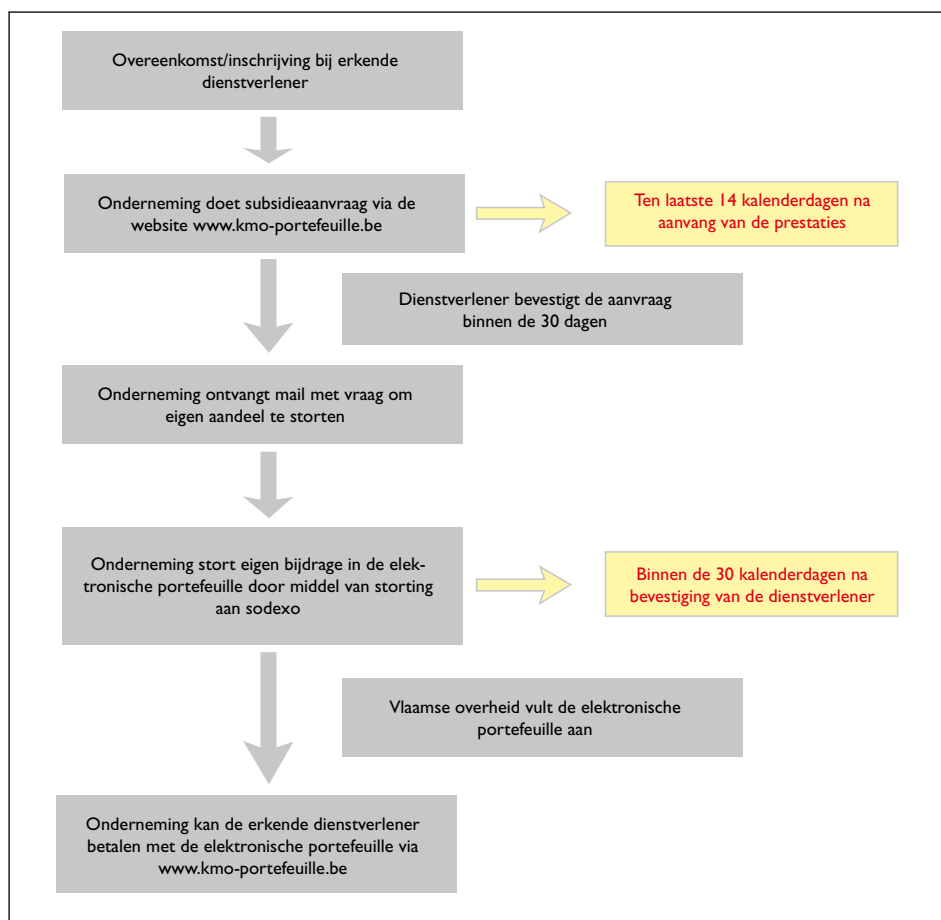 Overeenkomst/inschrijving bij erkende
dienstverlener
Onderneming doet subsidieaanvraag via de
website www.kmo-portefeuille.be
Ten laatste 14 kalenderdagen na
aanvang van de prestaties
Dienstverlener bevestigt de aanvraag
binnen de 30 dagen
Onderneming ontvangt mail met vraag om
eigen aandeel te storten
Onderneming stort eigen bijdrage in de elek-
tronische portefeuille door middel van storting
aan sodexo
Binnen de 30 kalenderdagen na
bevestiging van de dienstverlener
Vlaamse overheid vult de elektronische
portefeuille aan
Onderneming kan de erkende dienstverlener
betalen met de elektronische portefeuille via
www.kmo-portefeuille.be